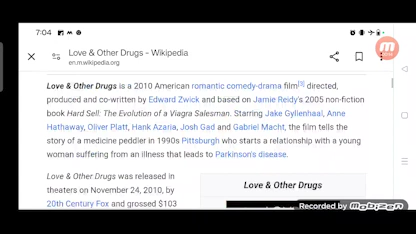 7:04
Love & Other Drugs - Wikipedia
en.m.wikipedia.org
Love & Other Drugs is a 2010 American romantic comedy-drama film[3] directed,
produced and co-written by Edward Zwick and based on Jamie Reidy's 2005 non-fiction
book Hard Sell: The Evolution of a Viagra Salesman. Starring Jake Gyllenhaal, Anne
Hathaway, Oliver Platt, Hank Azaria, Josh Gad and Gabriel Macht, the film tells the
story of a medicine peddler in 1990s Pittsburgh who starts a relationship with a young
woman suffering from an illness that leads to Parkinson's disease.
Love & Other Drugs was released in
theaters on November 24, 2010, by
20th Century Fox and grossed $103
Love & Other Drugs
Recorded by Mobizen